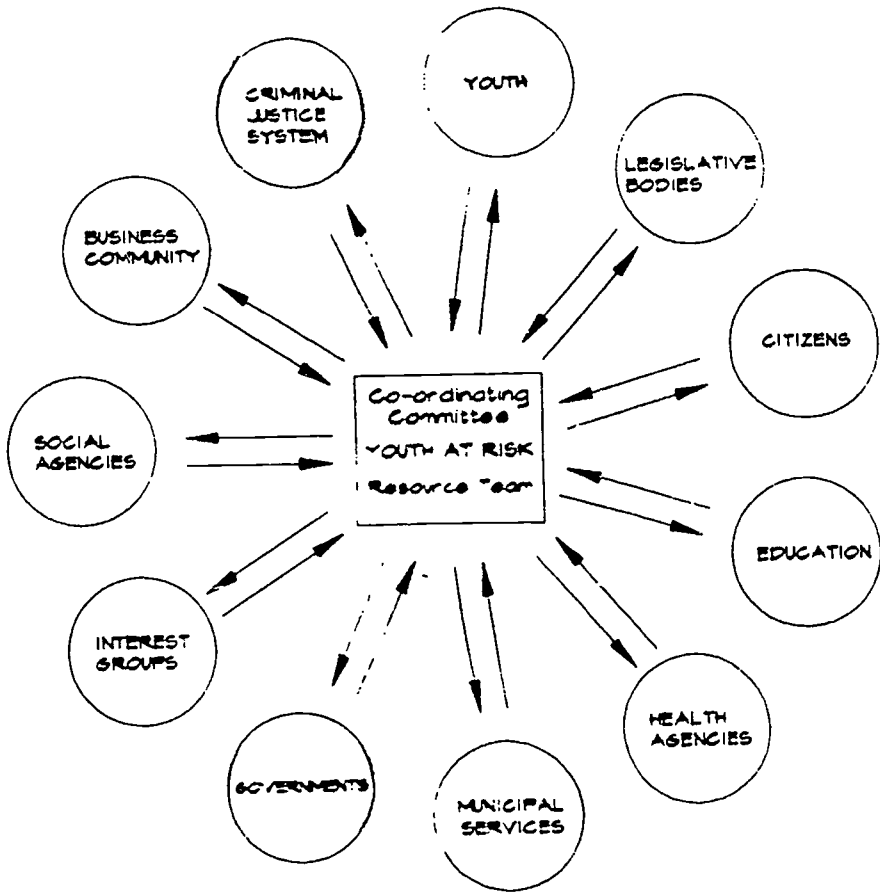 YOUTH
CRIMINAL
JUSTICE
SYSTEM
LEGISLATIVE
BODIES
BUSINESS
COMMUNITY
CITIZENS
Co-ordinating
Committee
YOUTH AT RISK
Resource Team
SOCIAL
AGENCIES
EDUCATION
INTEREST
GROUPS
HEALTH
AGENCIES
GOVERNMENTS
MUNICIPAL
SERVICES